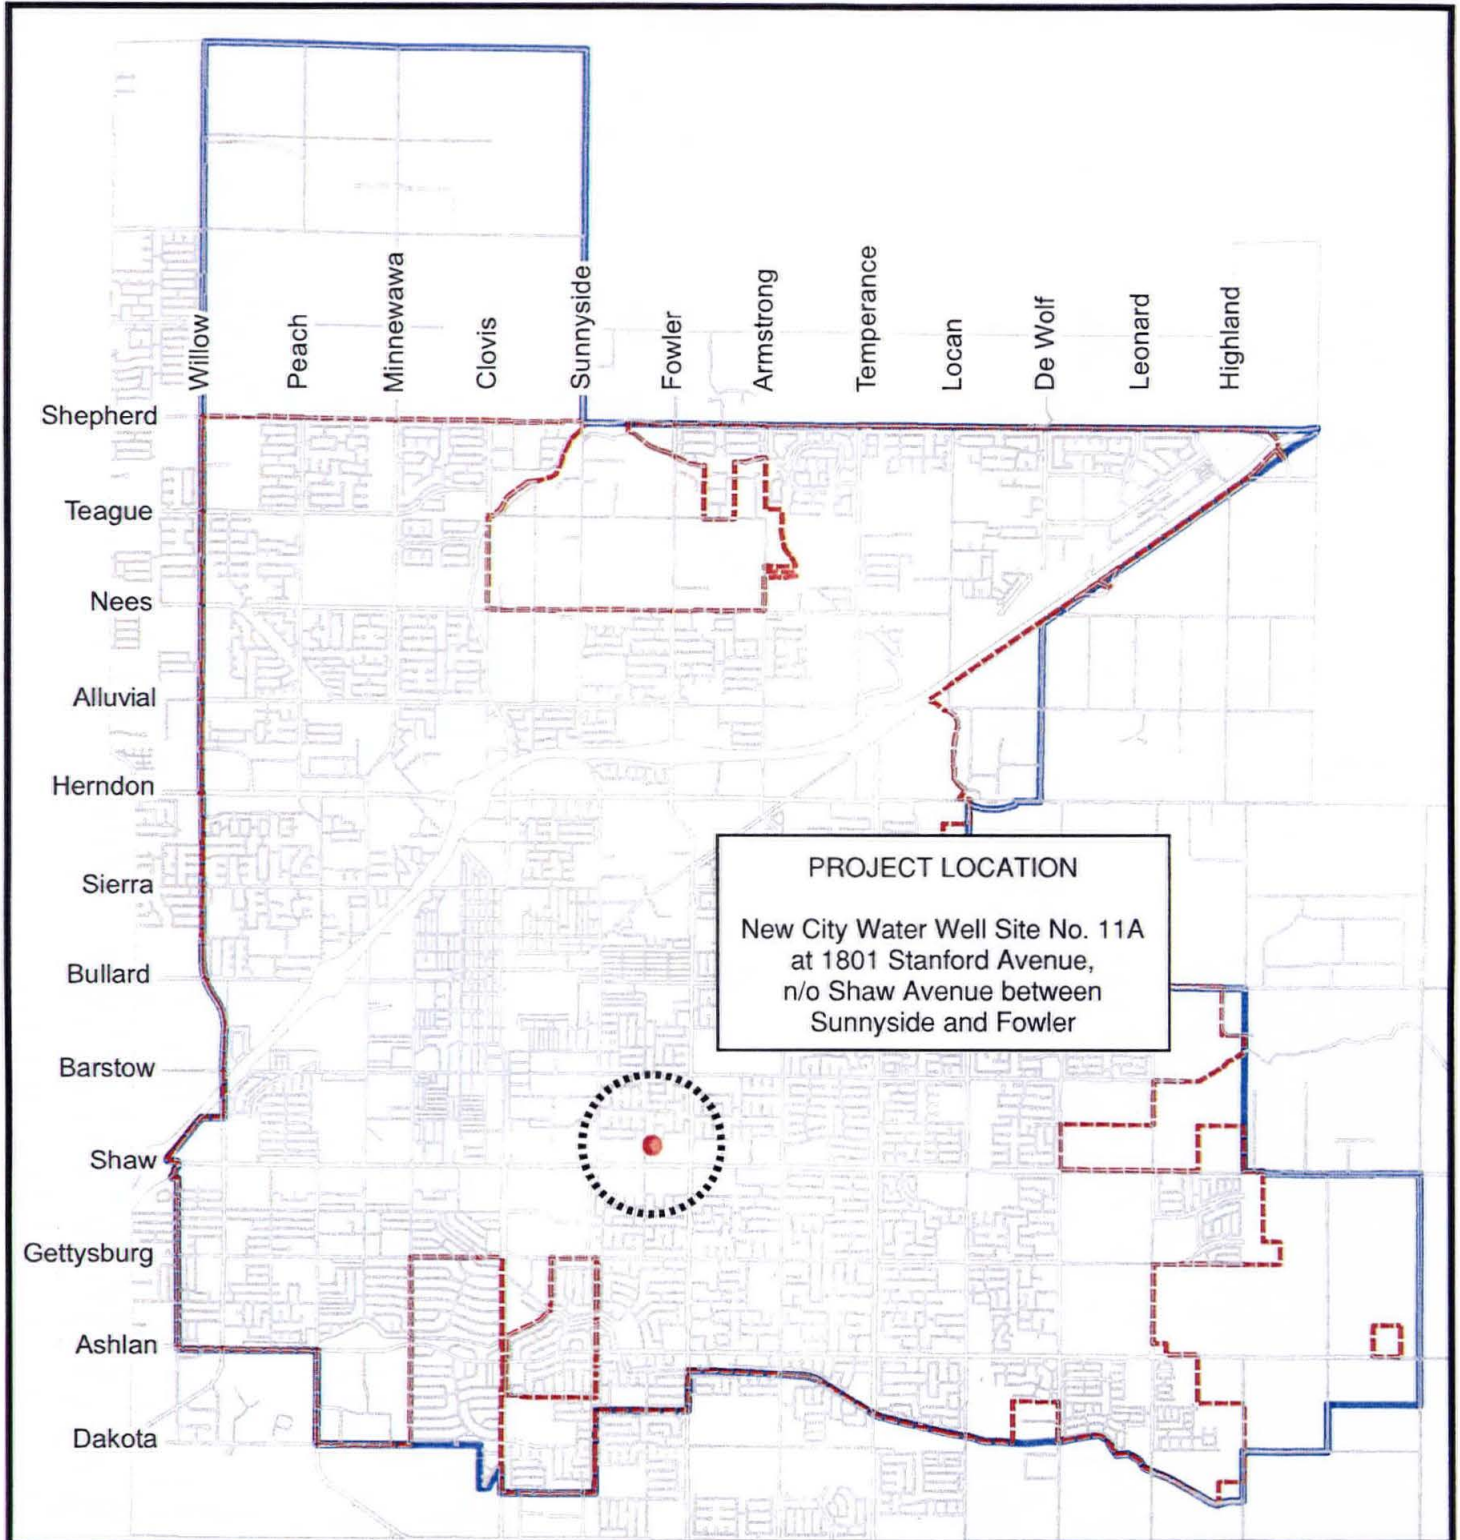 Willow
Peach
Minnewawa
Clovis
Sunnyside
Fowler
Armstrong
Temperance
Locan
De Wolf
Leonard
Highland
Shepherd
Teague
Nees
Alluvial
Herndon
Sierra
Bullard
Barstow
Shaw
Gettysburg
Ashlan
Dakota
PROJECT LOCATION
New City Water Well Site No. 11A
at 1801 Stanford Avenue,
n/o Shaw Avenue between
Sunnyside and Fowler